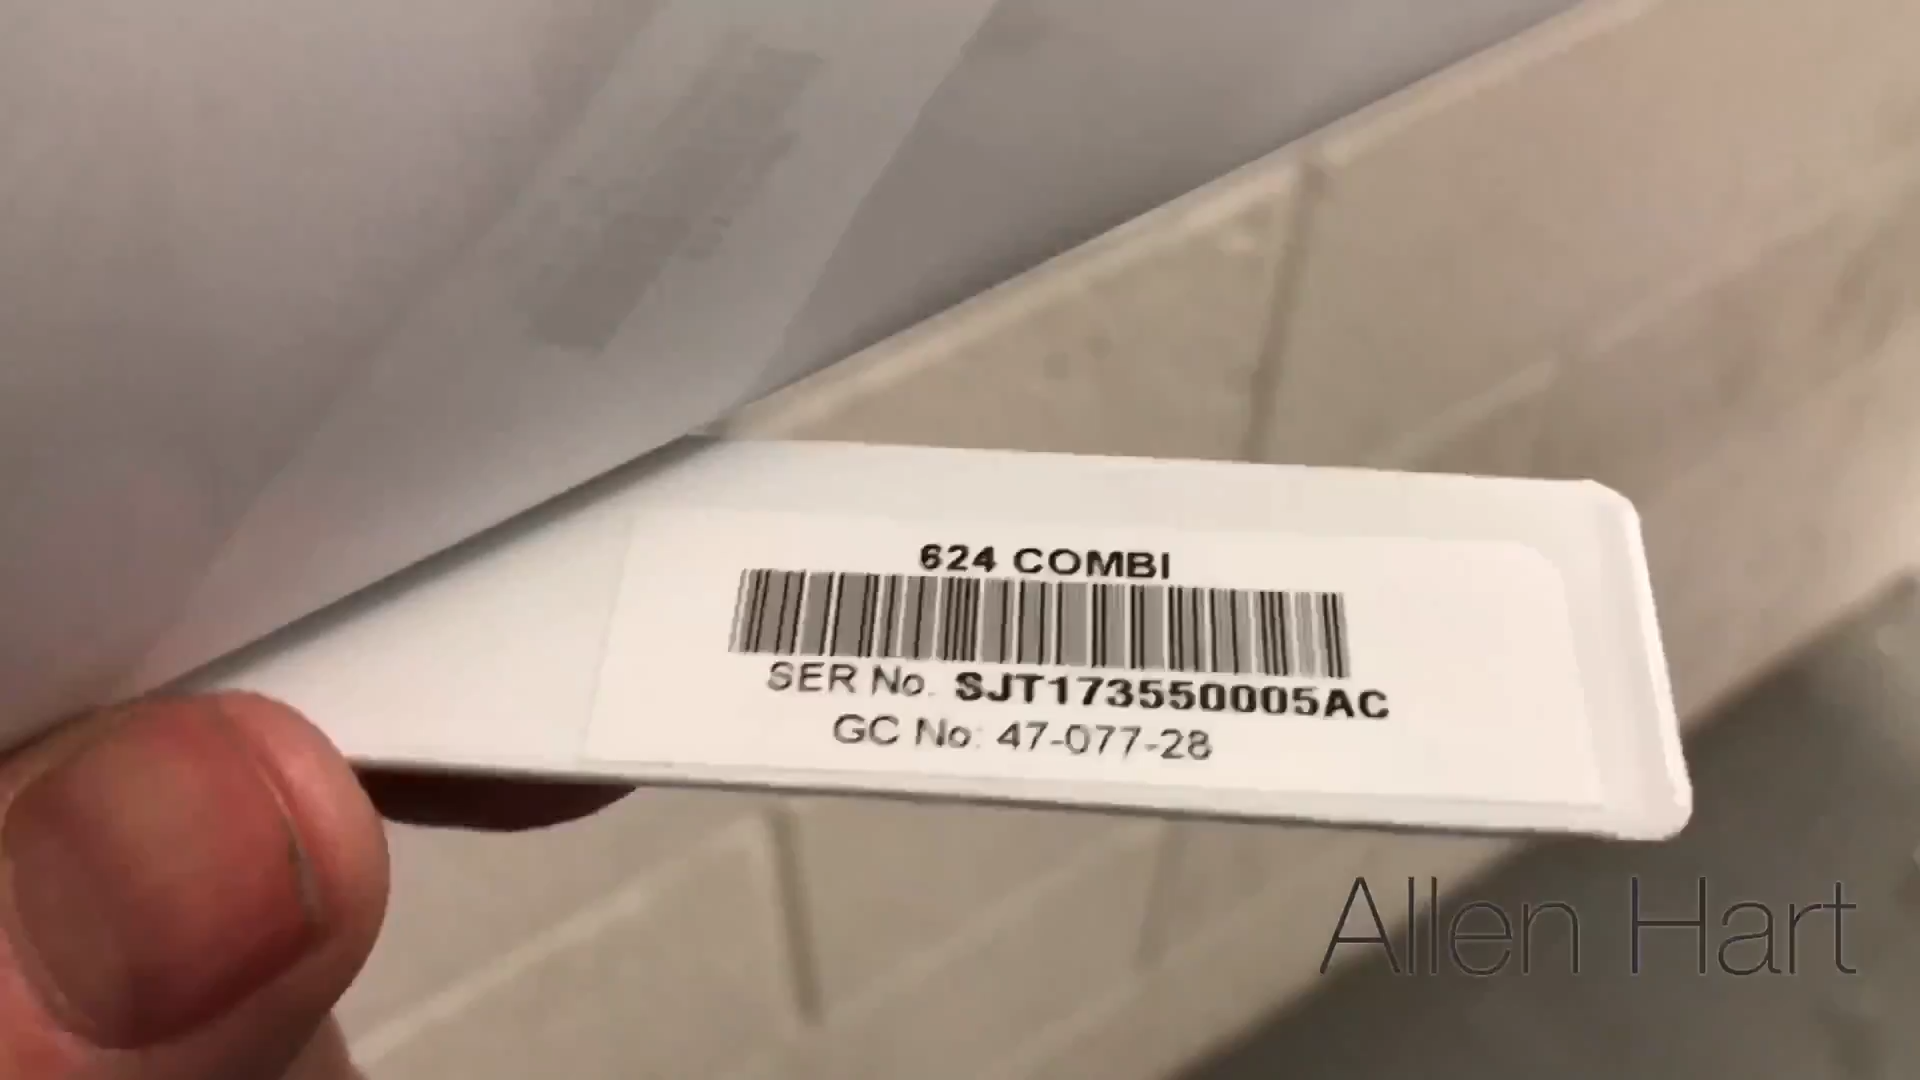 624 COMBI
SER No. SJT173550005AC
GC No: 47-077-28
Allen Hart